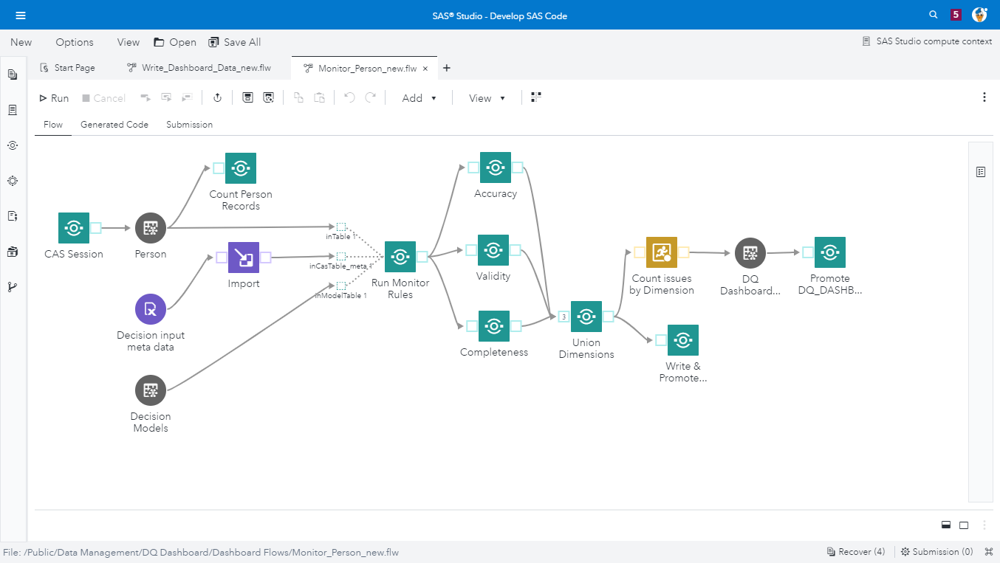 SAS® Studio - Develop SAS Code
5
New
Options
View
Open
Save All
SAS Studio compute context
Start Page
Write_Dashboard_Data_new.flw
Monitor_Person_new.flw ×
+
Run
Cancel
Add
View
Flow
Generated Code
Submission
Count Person
Records
Accuracy
CAS Session
Person
inTable 1
Import
inCasTable_meta 1
Run Monitor
Rules
inModelTable 1
Validity
Decision input
meta data
Completeness
3
Union
Dimensions
Count issues
by Dimension
DQ
Dashboard...
Promote
DQ_DASHB...
Write &
Promote...
Decision
Models
File: /Public/Data Management/DQ Dashboard/Dashboard Flows/Monitor_Person_new.flw
Recover (4)
Submission (0)